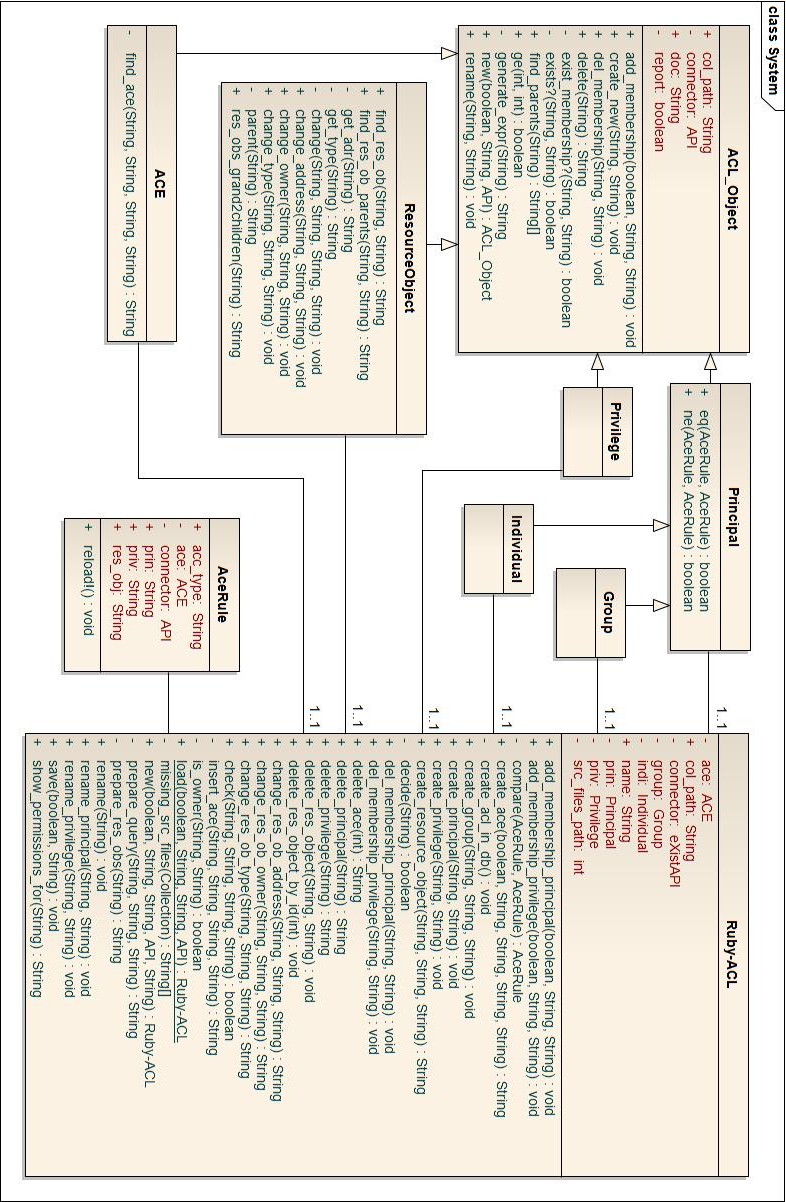 class System
ACL_Object
- col_path: String
- connector: API
+ doc: String
- report: boolean
+ add_membership(boolean, String, String) : void
+ create_new(String, String) : void
+ del_membership(String, String) : void
+ delete(String) : String
- exist_membership?(String, String) : boolean
- exists?(String, String) : boolean
+ find_parents(String) : String[]
+ ge(int, int) : boolean
- generate_expr(String) : String
+ new(boolean, String, API) : ACL_Object
+ rename(String, String) : void
Principal
+ eq(AceRule, AceRule) : boolean
+ ne(AceRule, AceRule) : boolean
Privilege
ResourceObject
+ find_res_ob(String, String) : String
+ find_res_ob_parents(String, String) : String
- get_adr(String) : String
- get_type(String) : String
- change(String, String, String) : void
+ change_address(String, String, String) : void
+ change_owner(String, String, String) : void
+ change_type(String, String, String) : void
- parent(String) : String
+ res_obs_grand2children(String) : String
ACE
- find_ace(String, String, String, String) : String
Individual
Group
AceRule
+ acc_type: String
- ace: ACE
- connector: API
+ prin: String
+ priv: String
+ res_obj: String
+ reload!() : void
1..1
1..1
1..1
1..1
1..1
1..1
Ruby-ACL
- ace: ACE
+ col_path: String
- connector: eXistAPI
- group: Group
- indi: Individual
+ name: String
- prin: Principal
- priv: Privilege
- src_files_path: int
+ add_membership_principal(boolean, String, String) : void
+ add_membership_privilege(boolean, String, String) : void
- compare(AceRule, AceRule) : AceRule
+ create_ace(boolean, String, String, String, String) : String
- create_acl_in_db() : void
+ create_group(String, String, String) : void
+ create_principal(String, String) : void
+ create_privilege(String, String) : void
+ create_resource_object(String, String, String) : String
- decide(String) : boolean
+ del_membership_principal(String, String) : void
+ del_membership_privilege(String, String) : void
+ delete_ace(int) : String
+ delete_principal(String) : String
+ delete_privilege(String) : String
+ delete_res_object(String, String) : void
+ delete_res_object_by_id(int) : void
+ change_res_ob_address(String, String, String) : String
+ change_res_ob_owner(String, String, String) : String
+ change_res_ob_type(String, String, String) : String
+ check(String, String, String, String) : boolean
- insert_ace(String, String, String, String) : String
- is_owner(String, String) : boolean
+ load(boolean, String, String, API) : Ruby-ACL
- missing_src_files(Collection) : String[]
+ new(boolean, String, String, API, String) : Ruby-ACL
- prepare_query(String, String, String, String) : String
- prepare_res_obs(String) : String
+ rename(String) : void
+ rename_principal(String, String) : void
+ rename_privilege(String, String) : void
+ save(boolean, String) : void
+ show_permissions_for(String) : String